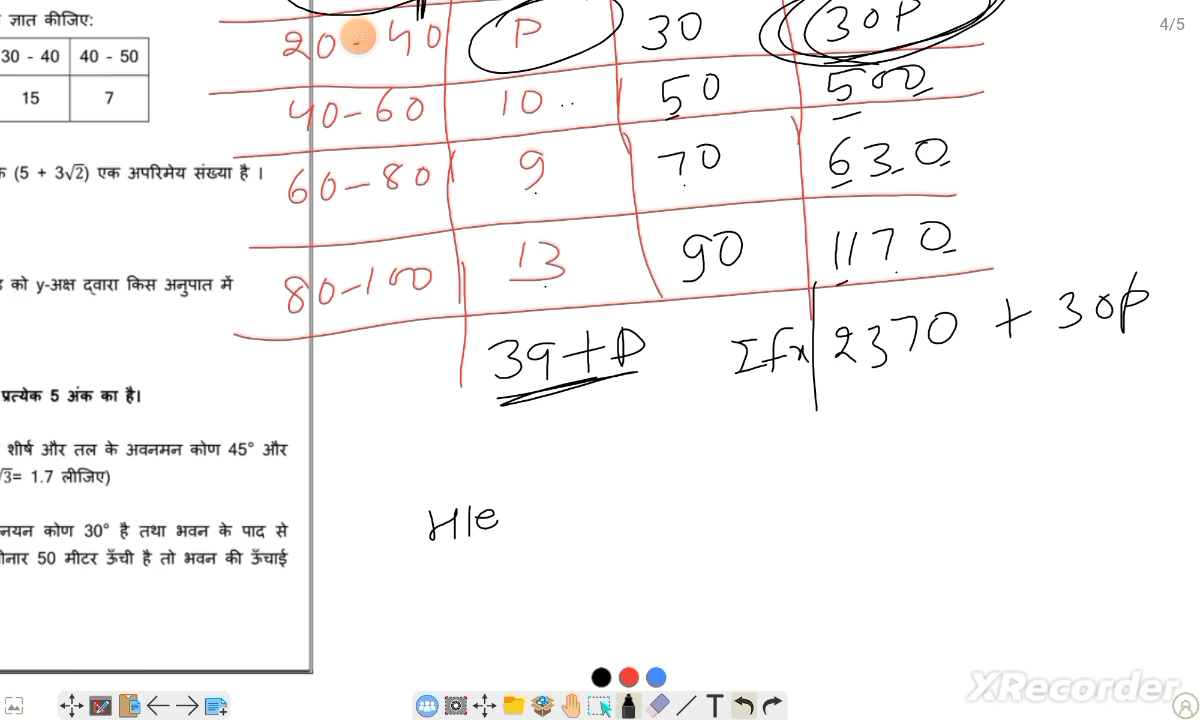 ज्ञात कीजिए:
4/5
30 - 40 40 - 50
15 7
20 - 40 P 30 30P
40-60 10 50 500
60-80 9 70 630
80-100 13 90 1170
39+P Σfx 2370 + 30p
(5 + 3√2) एक अपरिमेय संख्या है ।
को y-अक्ष द्वारा किस अनुपात में
प्रत्येक 5 अंक का है।
शीर्ष और तल के अवनमन कोण 45° और
√3= 1.7 लीजिए)
नयन कोण 30° है तथा भवन के पाद से
ोनार 50 मीटर ऊँची है तो भवन की ऊँचाई
XRecorder